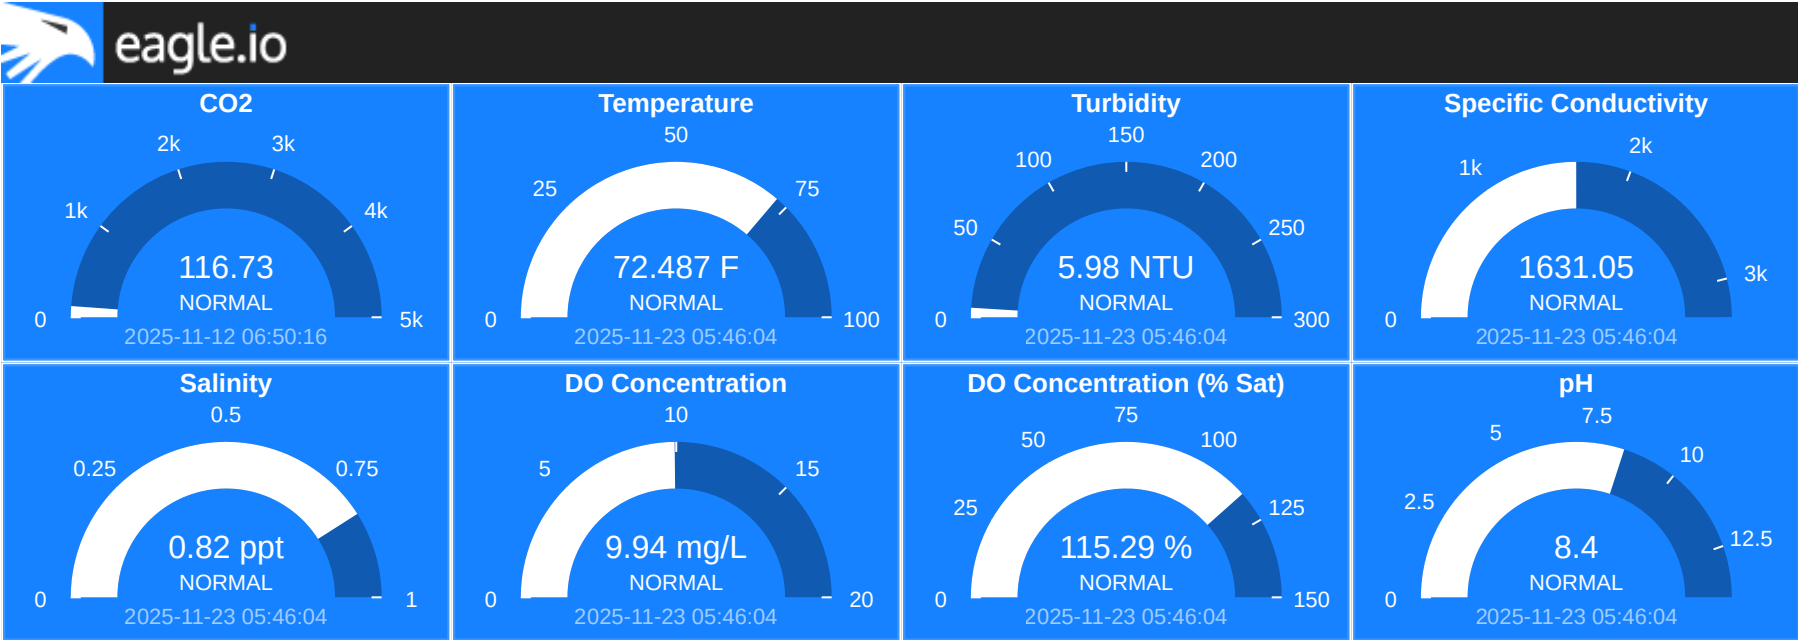 eagle.io
CO2
0 1k 2k 3k 4k 5k
116.73
NORMAL
2025-11-12 06:50:16
Temperature
0 25 50 75 100
72.487 F
NORMAL
2025-11-23 05:46:04
Turbidity
0 50 100 150 200 250 300
5.98 NTU
NORMAL
2025-11-23 05:46:04
Specific Conductivity
0 1k 2k 3k
1631.05
NORMAL
2025-11-23 05:46:04
Salinity
0 0.25 0.5 0.75 1
0.82 ppt
NORMAL
2025-11-23 05:46:04
DO Concentration
0 5 10 15 20
9.94 mg/L
NORMAL
2025-11-23 05:46:04
DO Concentration (% Sat)
0 25 50 75 100 125 150
115.29 %
NORMAL
2025-11-23 05:46:04
pH
0 2.5 5 7.5 10 12.5
8.4
NORMAL
2025-11-23 05:46:04